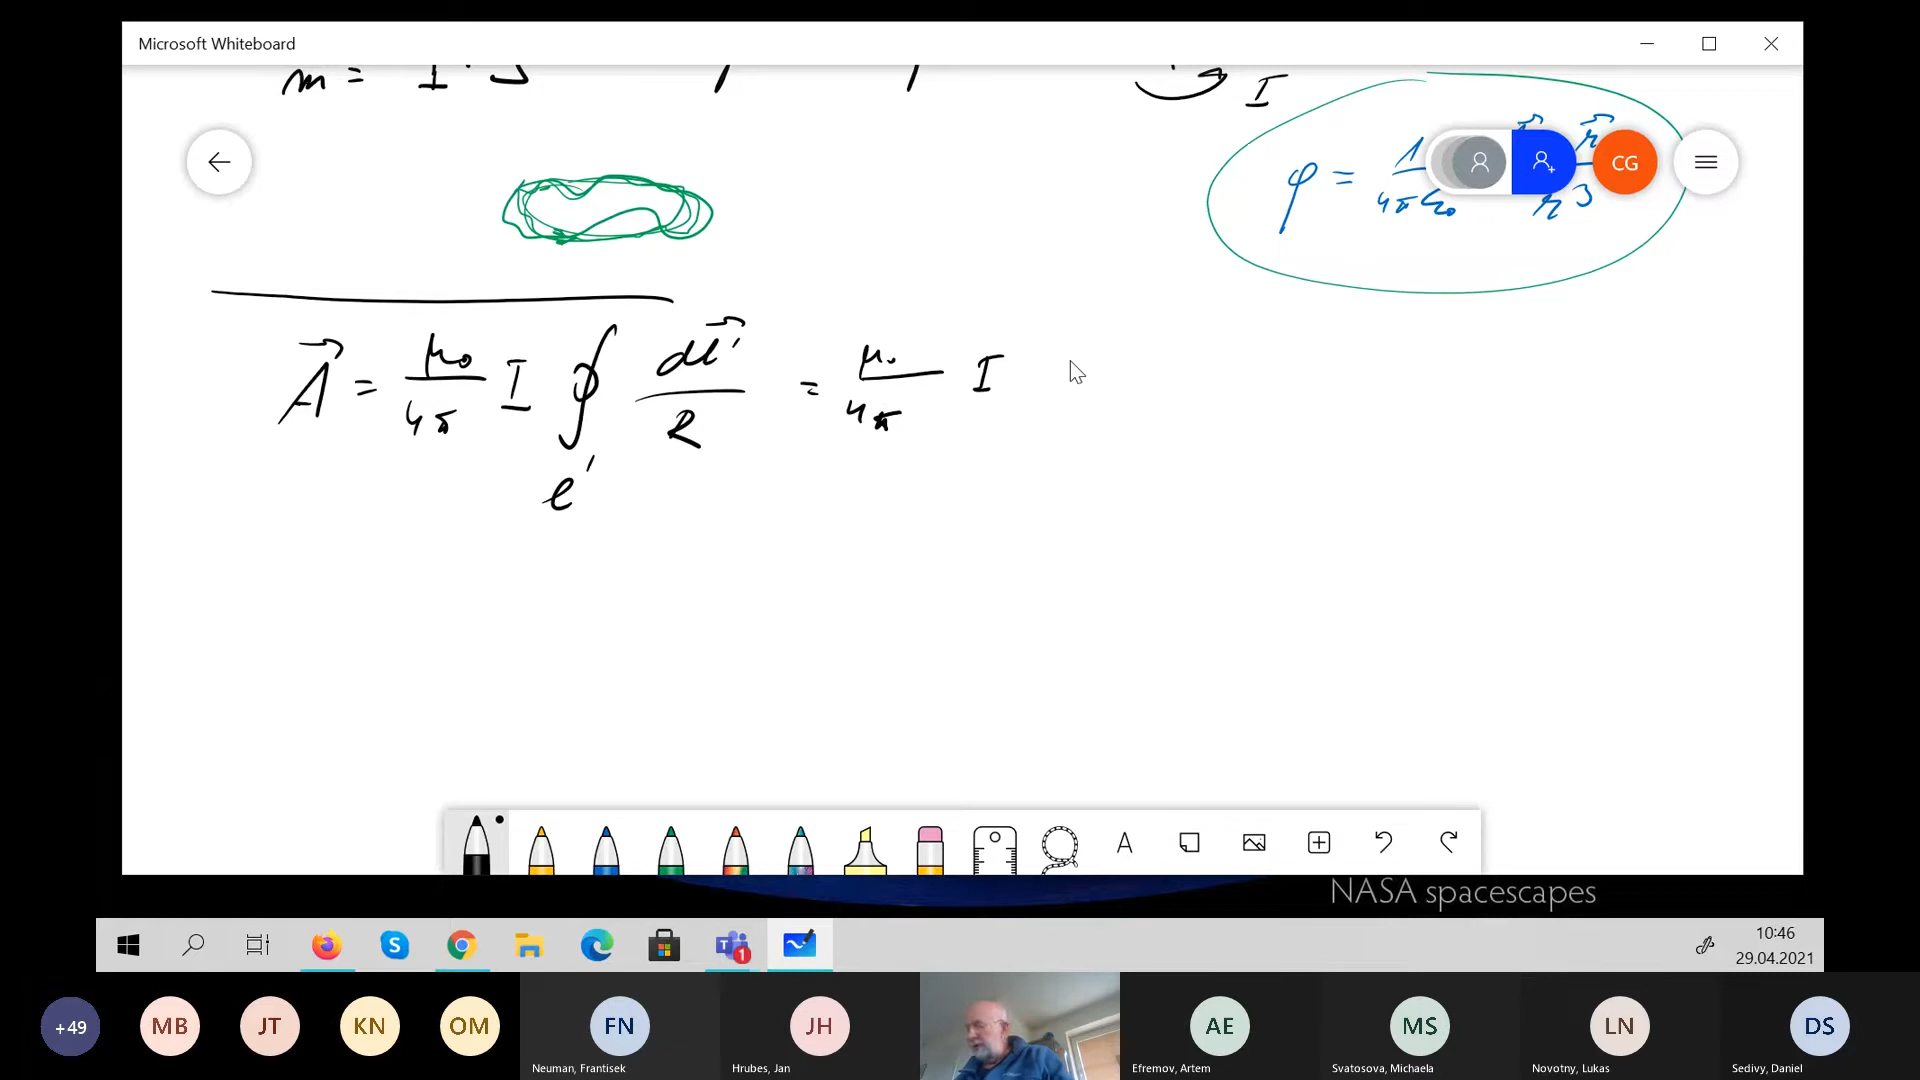 Microsoft Whiteboard
m = I · S
I
CG
φ = 1 / 4π r³
A⃗ = μ₀ / 4π I ∮ dl⃗' / R = μ₀ / 4π I
ℓ'
A
NASA spacescapes
10:46
29.04.2021
+49 MB JT KN OM FN JH AE MS LN DS
Neuman, Frantisek Hrubes, Jan Efremov, Artem Svatosova, Michaela Novotny, Lukas Sedivy, Daniel